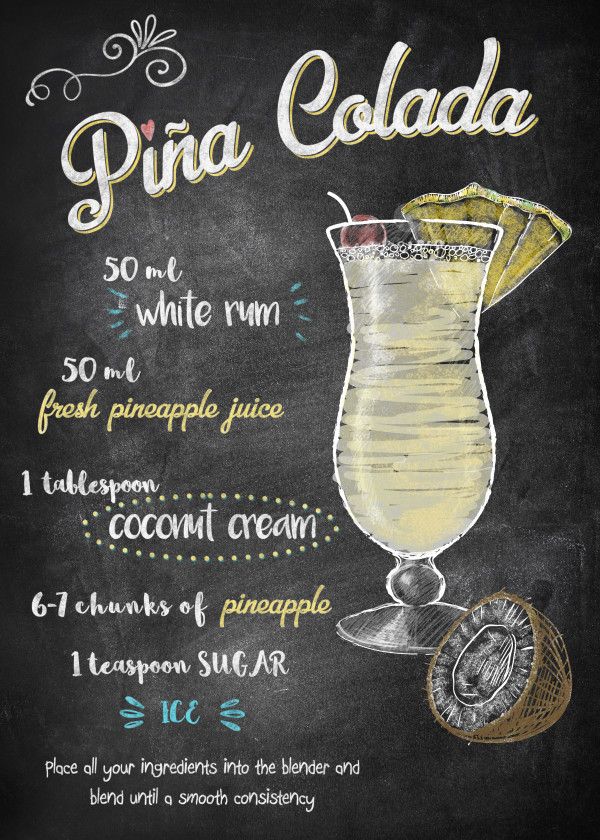 Piña Colada
50 ml
white rum
50 ml
fresh pineapple juice
1 tablespoon
coconut cream
6-7 chunks of pineapple
1 teaspoon SUGAR
ICE
Place all your ingredients into the blender and
blend until a smooth consistency